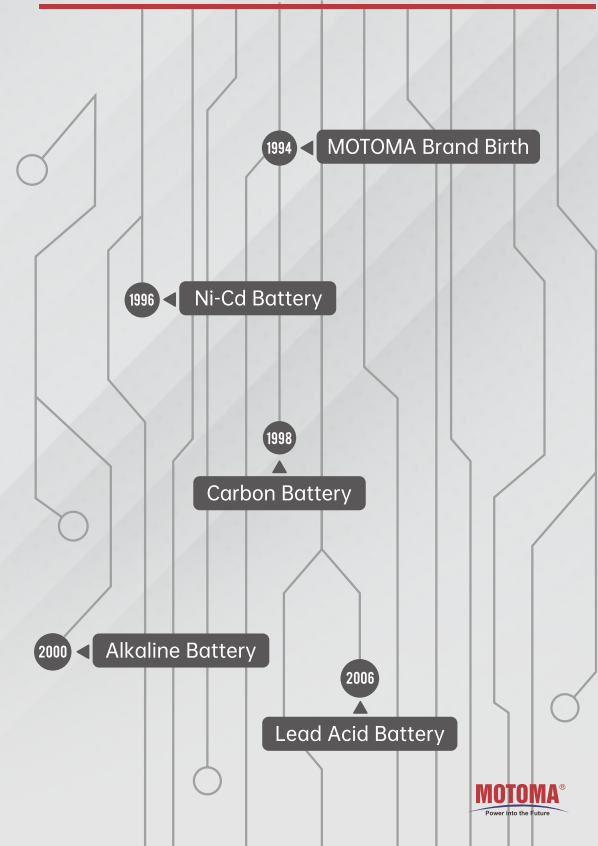 1994 MOTOMA Brand Birth
1996 Ni-Cd Battery
1998
Carbon Battery
2000 Alkaline Battery
2006
Lead Acid Battery
MOTOMA®
Power into the Future